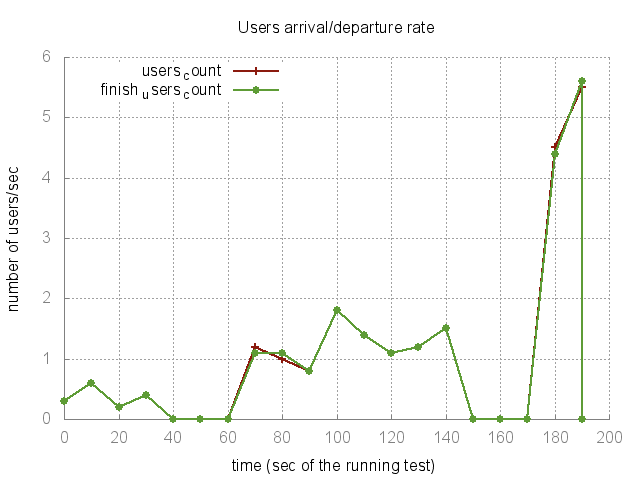 Users arrival/departure rate
users_count
finish_users_count
6
5
4
3
2
1
0
number of users/sec
0 20 40 60 80 100 120 140 160 180 200
time (sec of the running test)